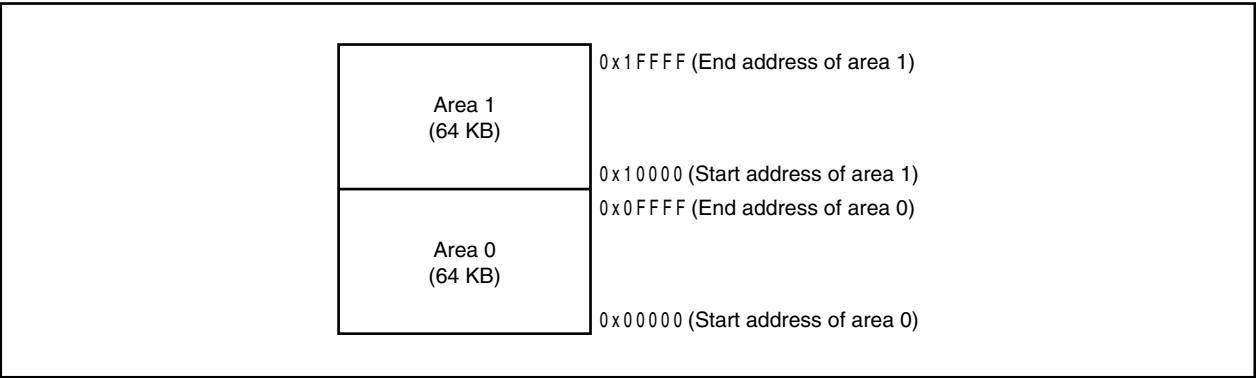 0x1FFFF (End address of area 1)
Area 1
(64 KB)
0x10000 (Start address of area 1)
0x0FFFF (End address of area 0)
Area 0
(64 KB)
0x00000 (Start address of area 0)